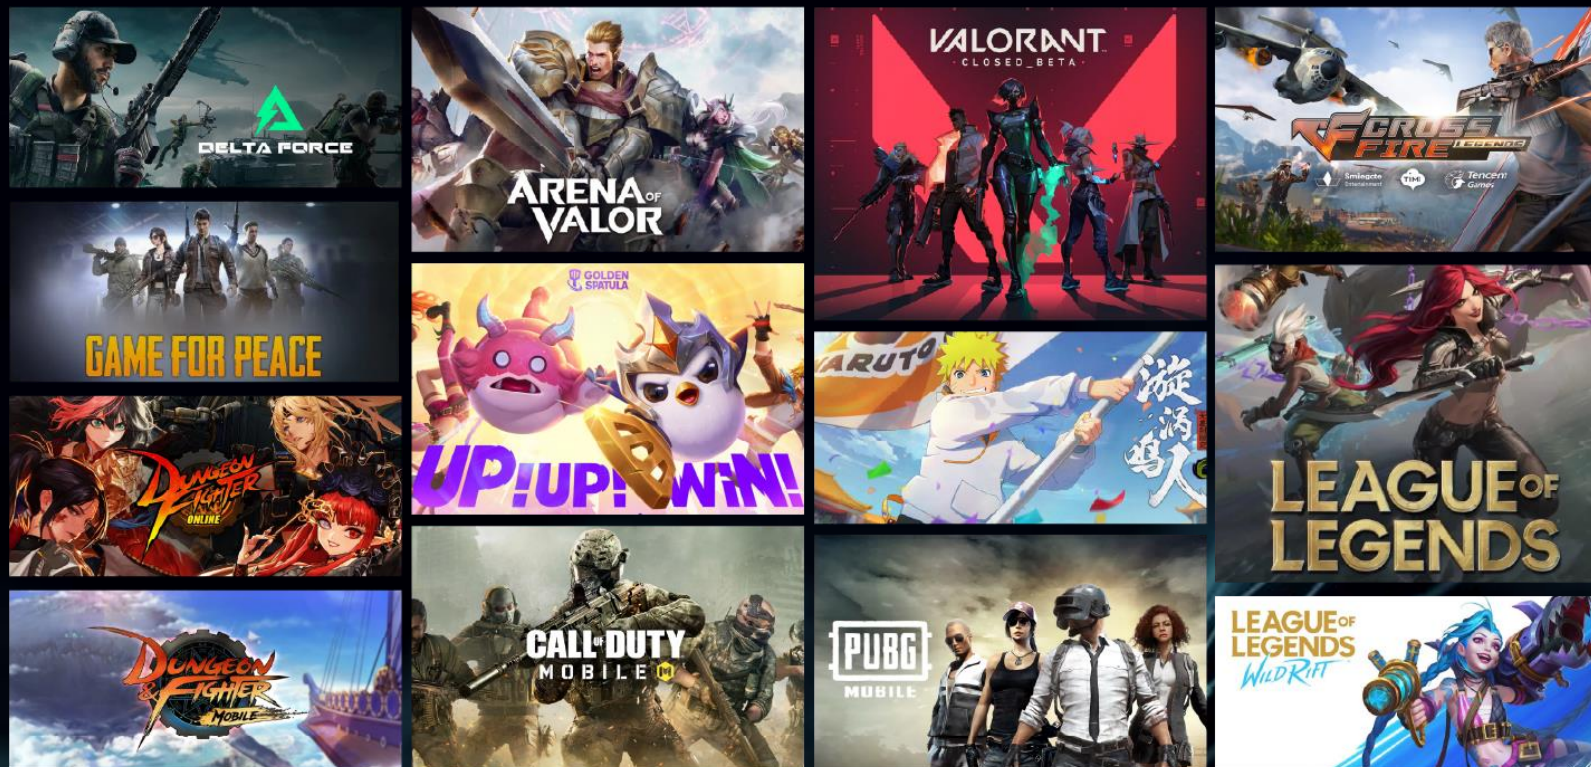 DELTA FORCE
GAME FOR PEACE
DUNGEON
FIGHTER
ONLINE
DUNGEON
& FIGHTER
MOBILE
ARENA OF
VALOR
GOLDEN
SPATULA
UP!UP! WIN!
CALL OF DUTY
MOBILE
VALORANT
CLOSED_BETA
NARUTO
漩涡鸣人
PUBG
MOBILE
CROSS
FIRE LEGENDS
Smilegate
Entertainment
TiMi
Tencent
Games
LEAGUE OF
LEGENDS
LEAGUE OF
LEGENDS
WILD RIFT